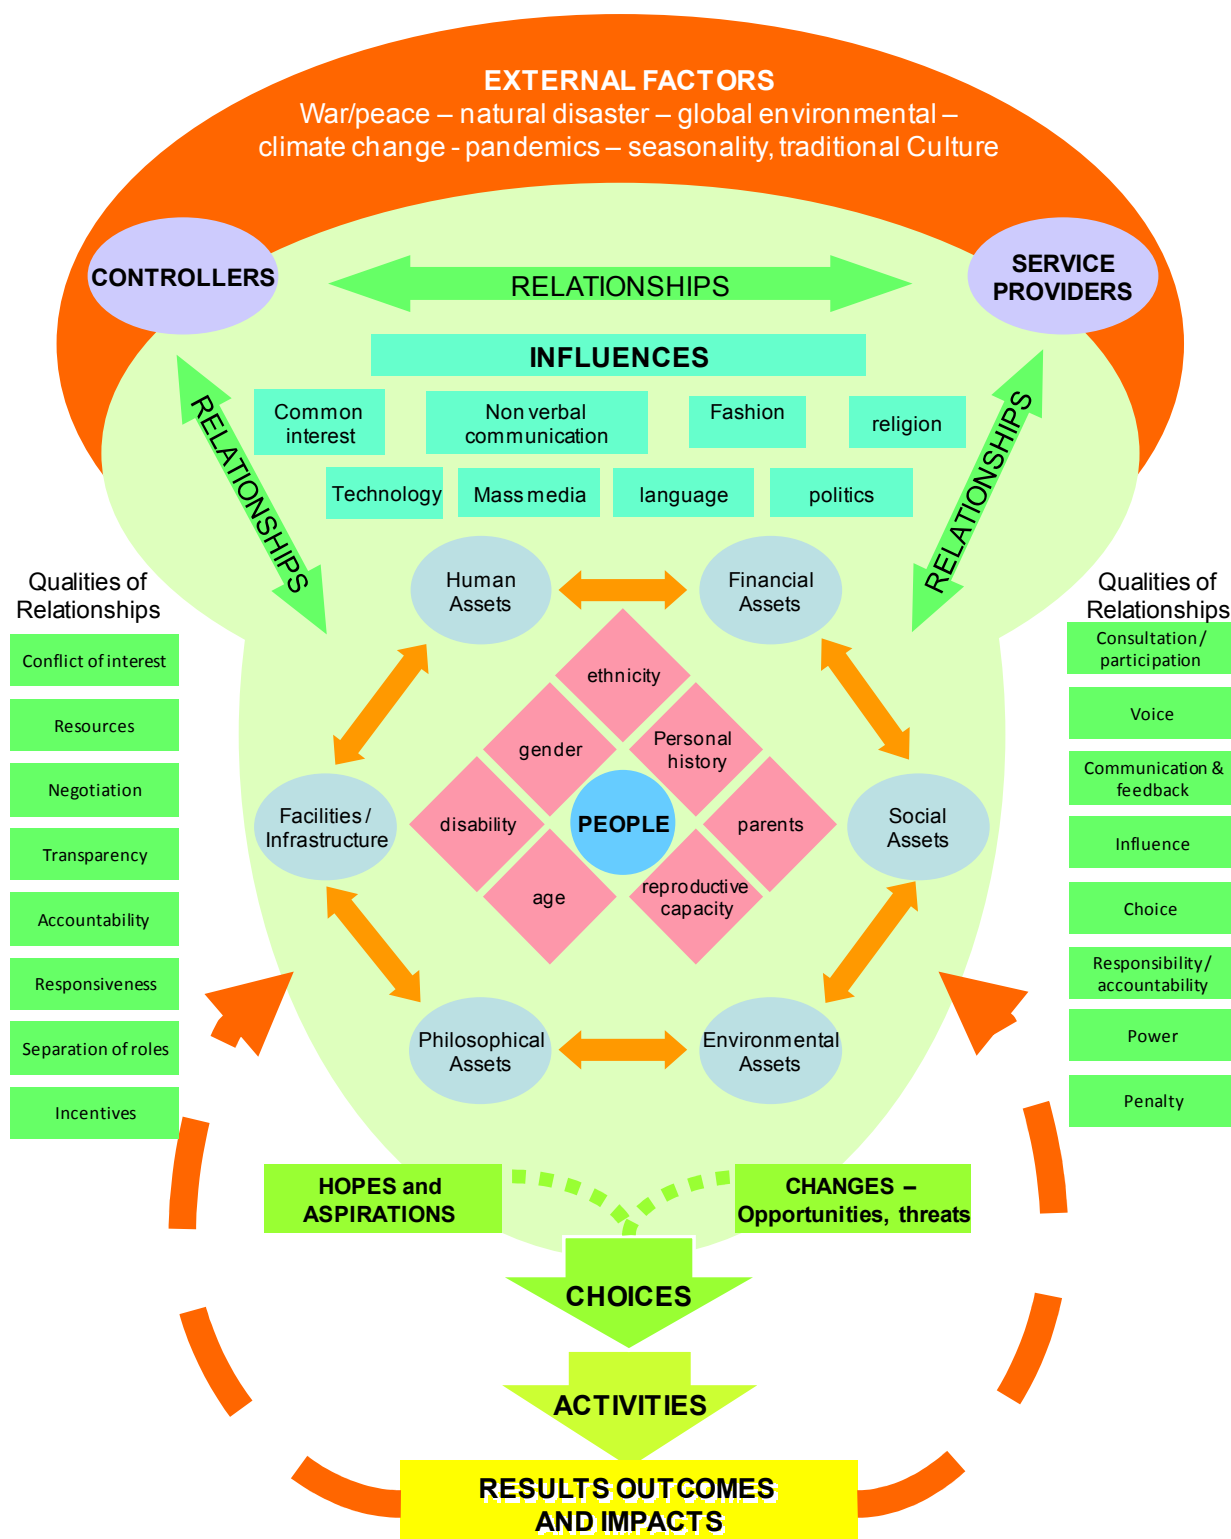 EXTERNAL FACTORS
War/peace – natural disaster – global environmental –
climate change - pandemics – seasonality, traditional Culture
CONTROLLERS
RELATIONSHIPS
SERVICE
PROVIDERS
INFLUENCES
Common
interest
Non verbal
communication
Fashion
religion
Technology
Mass media
language
politics
RELATIONSHIPS
RELATIONSHIPS
Qualities of
Relationships
Conflict of interest
Resources
Negotiation
Transparency
Accountability
Responsiveness
Separation of roles
Incentives
Human
Assets
Financial
Assets
ethnicity
gender
Personal
history
disability
PEOPLE
parents
age
reproductive
capacity
Facilities /
Infrastructure
Social
Assets
Philosophical
Assets
Environmental
Assets
Qualities of
Relationships
Consultation /
participation
Voice
Communication &
feedback
Influence
Choice
Responsibility /
accountability
Power
Penalty
HOPES and
ASPIRATIONS
CHANGES –
Opportunities, threats
CHOICES
ACTIVITIES
RESULTS OUTCOMES
AND IMPACTS